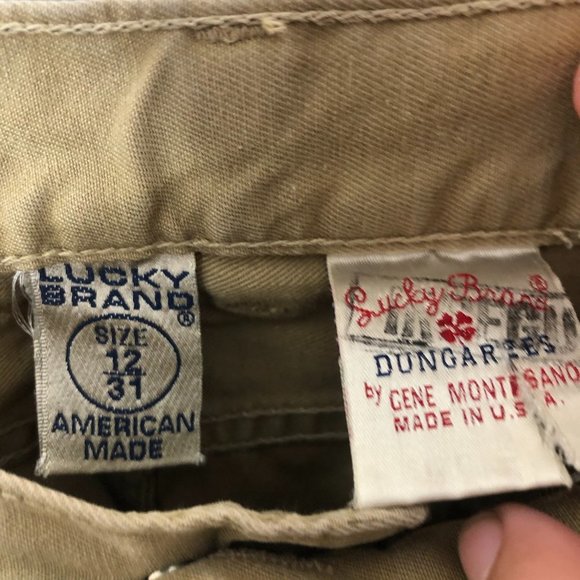 LUCKY
BRAND®
SIZE
12
31
AMERICAN
MADE
Lucky Brand®
DUNGAREES
by GENE MONTESANO
MADE IN U.S.A.